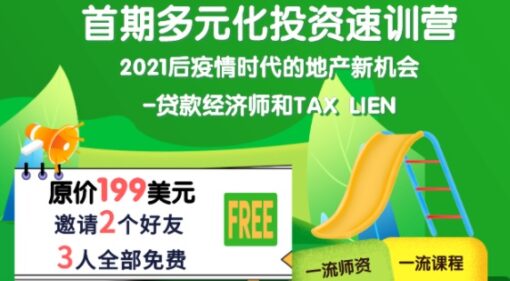 首期多元化投资速训营
2021后疫情时代的地产新机会
-贷款经济师和TAX LIEN
原价199美元
邀请2个好友
3人全部免费
FREE
一流师资
一流课程